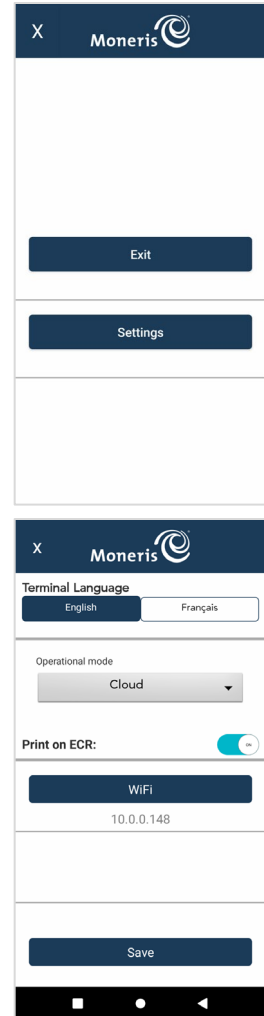 X Moneris
Exit
Settings
X Moneris
Terminal Language
English Français
Operational mode
Cloud
Print on ECR: ON
WiFi
10.0.0.148
Save